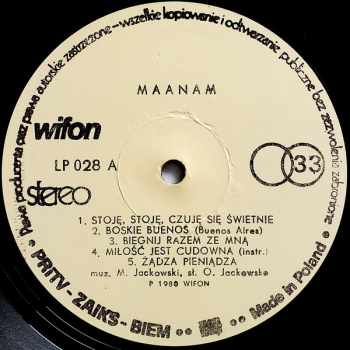 Prawa producenta oraz prawa autorskie zastrzeżone—wszelkie kopiowanie i odtwarzanie publiczne bez zezwolenia zabronione
MAANAM
wifon
LP 028 A
33
stereo
1. STOJĘ, STOJĘ, CZUJĘ SIĘ ŚWIETNIE
2. BOSKIE BUENOS (Buenos Aires)
3. BIEGNIJ RAZEM ZE MNĄ
4. MIŁOŚĆ JEST CUDOWNA (instr.)
5. ŻĄDZA PIENIĄDZA
muz. M. Jackowski, sł. O. Jackowska
P 1980 WIFON
PRITV - ZAIKS - BIEM
Made in Poland